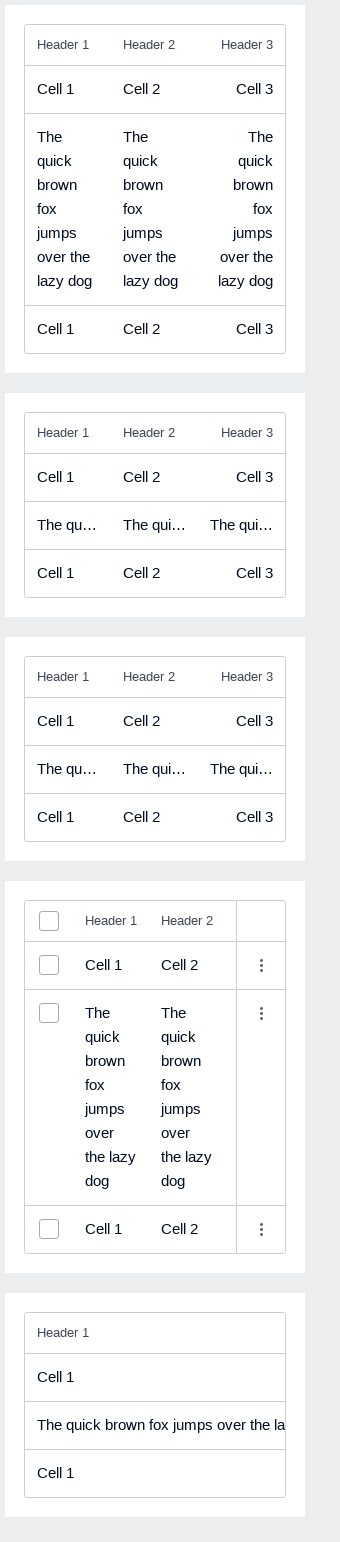 Header 1 Header 2 Header 3
Cell 1 Cell 2 Cell 3
The The The
quick quick quick
brown brown brown
fox fox fox
jumps jumps jumps
over the over the over the
lazy dog lazy dog lazy dog
Cell 1 Cell 2 Cell 3
Header 1 Header 2 Header 3
Cell 1 Cell 2 Cell 3
The qu… The qui… The qui…
Cell 1 Cell 2 Cell 3
Header 1 Header 2 Header 3
Cell 1 Cell 2 Cell 3
The qu… The qui… The qui…
Cell 1 Cell 2 Cell 3
Header 1 Header 2
Cell 1 Cell 2
The The
quick quick
brown brown
fox fox
jumps jumps
over over
the lazy the lazy
dog dog
Cell 1 Cell 2
Header 1
Cell 1
The quick brown fox jumps over the la
Cell 1